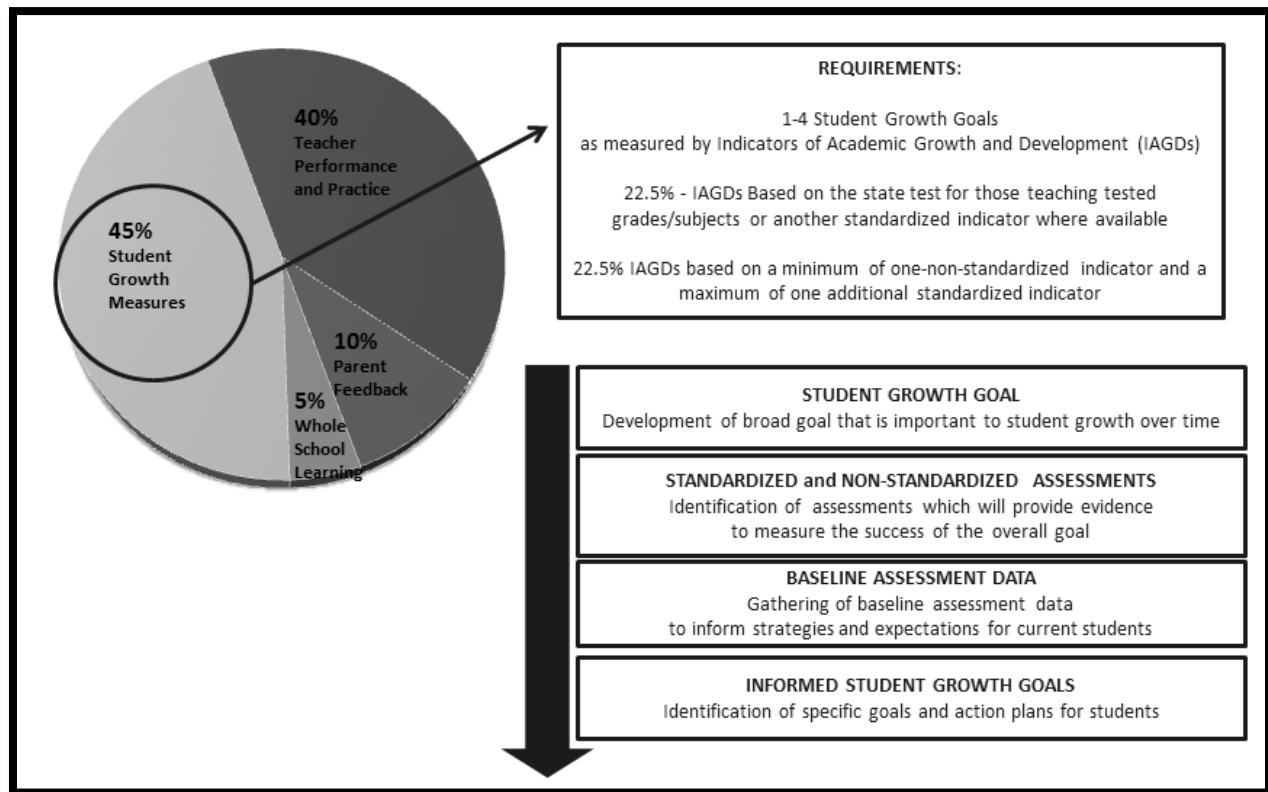 40%
Teacher
Performance
and Practice
45%
Student
Growth
Measures
10%
Parent
Feedback
5%
Whole
School
Learning
REQUIREMENTS:
1-4 Student Growth Goals
as measured by Indicators of Academic Growth and Development (IAGDs)
22.5% - IAGDs Based on the state test for those teaching tested
grades/subjects or another standardized indicator where available
22.5% IAGDs based on a minimum of one-non-standardized indicator and a
maximum of one additional standardized indicator
STUDENT GROWTH GOAL
Development of broad goal that is important to student growth over time
STANDARDIZED and NON-STANDARDIZED ASSESSMENTS
Identification of assessments which will provide evidence
to measure the success of the overall goal
BASELINE ASSESSMENT DATA
Gathering of baseline assessment data
to inform strategies and expectations for current students
INFORMED STUDENT GROWTH GOALS
Identification of specific goals and action plans for students